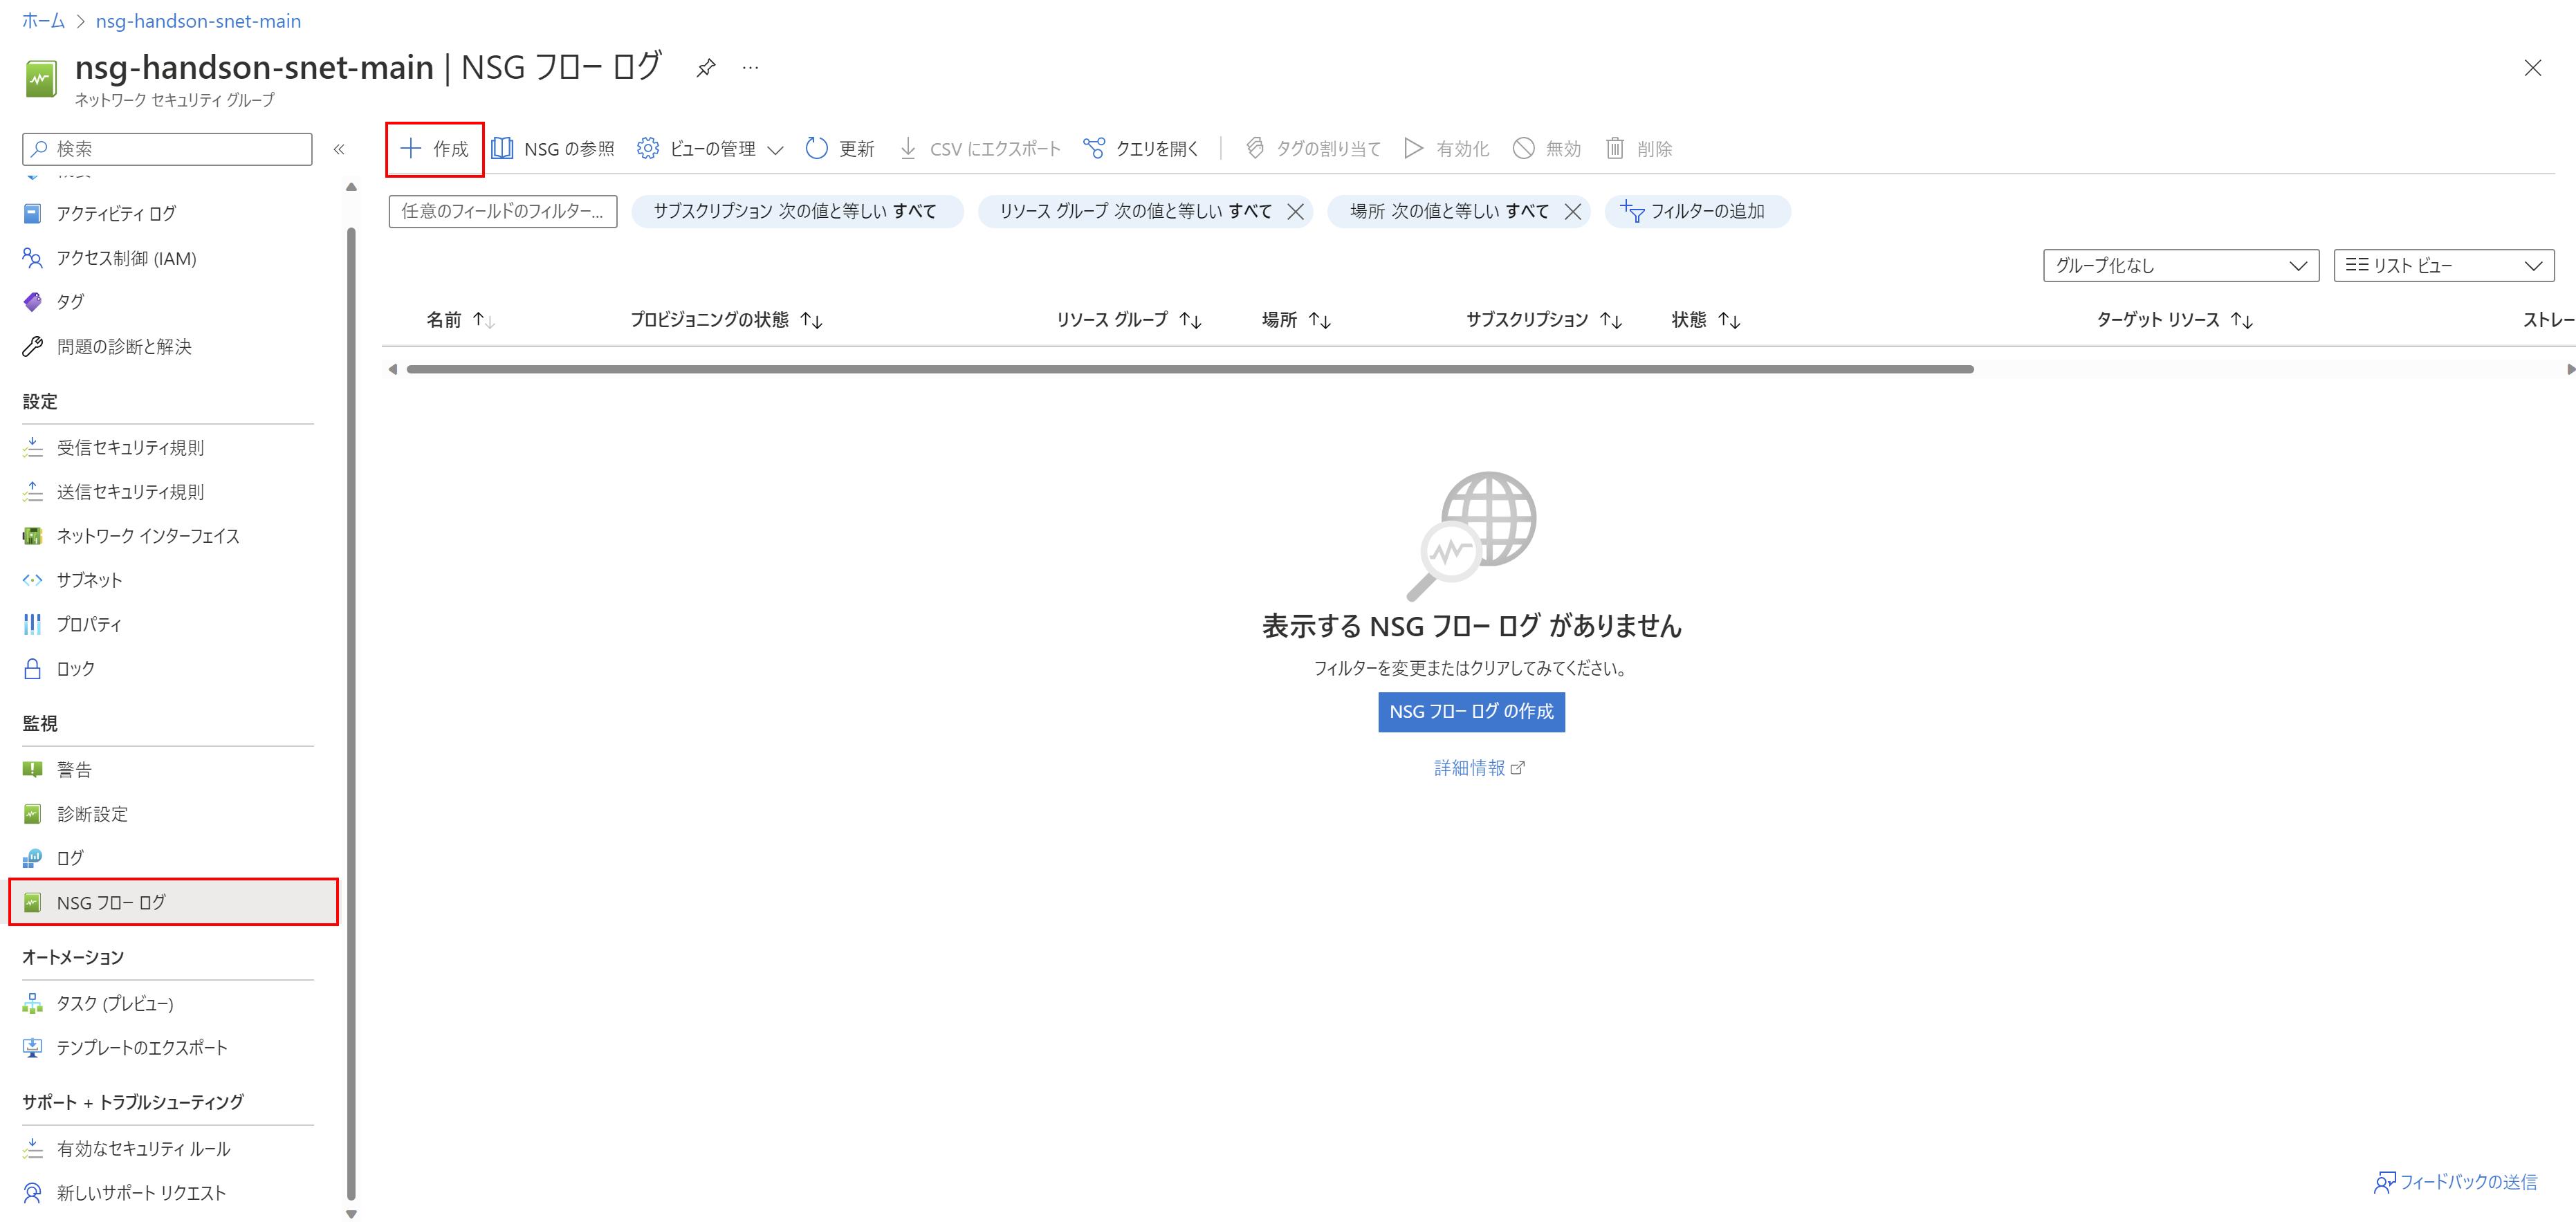 ホーム > nsg-handson-snet-main
nsg-handson-snet-main | NSG フロー ログ ...
ネットワーク セキュリティ グループ
検索 «
アクティビティ ログ
アクセス制御 (IAM)
タグ
問題の診断と解決
設定
受信セキュリティ規則
送信セキュリティ規則
ネットワーク インターフェイス
サブネット
プロパティ
ロック
監視
警告
診断設定
ログ
NSG フロー ログ
オートメーション
タスク (プレビュー)
テンプレートのエクスポート
サポート + トラブルシューティング
有効なセキュリティ ルール
新しいサポート リクエスト
作成 NSG の参照 ビューの管理 更新 CSV にエクスポート クエリを開く タグの割り当て 有効化 無効 削除
任意のフィールドのフィルター... サブスクリプション 次の値と等しい すべて リソース グループ 次の値と等しい すべて 場所 次の値と等しい すべて フィルターの追加
グループ化なし リスト ビュー
名前 ↑↓ プロビジョニングの状態 ↑↓ リソース グループ ↑↓ 場所 ↑↓ サブスクリプション ↑↓ 状態 ↑↓ ターゲット リソース ↑↓ ストレー
表示する NSG フロー ログ がありません
フィルターを変更またはクリアしてみてください。
NSG フロー ログ の作成
詳細情報
フィードバックの送信